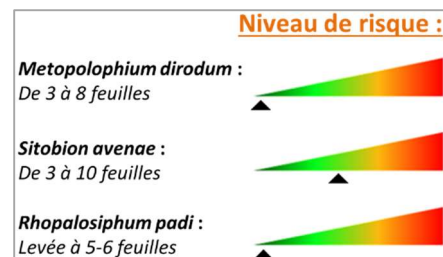 Niveau de risque :
Metopolophium dirodum :
De 3 à 8 feuilles
Sitobion avenae :
De 3 à 10 feuilles
Rhopalosiphum padi :
Levée à 5-6 feuilles